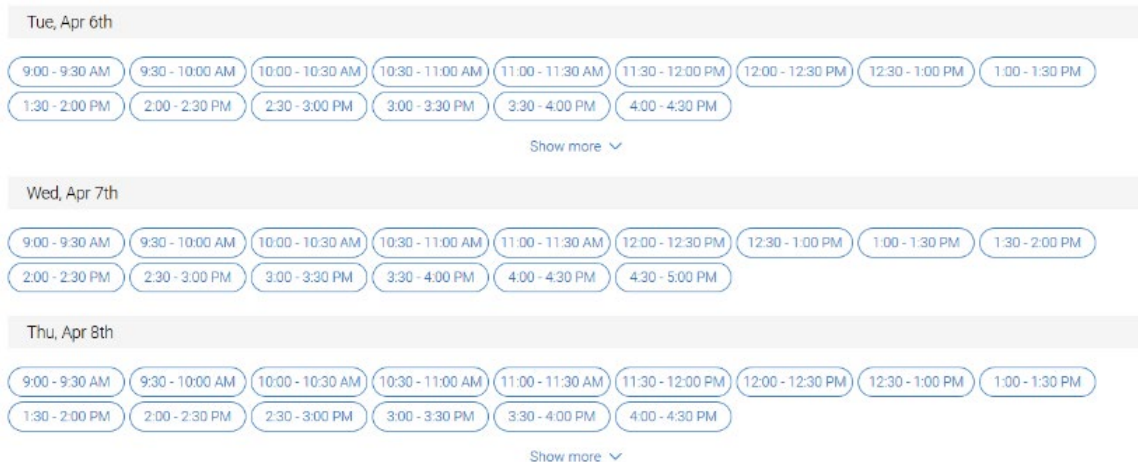 Tue, Apr 6th
9:00 - 9:30 AM 9:30 - 10:00 AM 10:00 - 10:30 AM 10:30 - 11:00 AM 11:00 - 11:30 AM 11:30 - 12:00 PM 12:00 - 12:30 PM 12:30 - 1:00 PM 1:00 - 1:30 PM
1:30 - 2:00 PM 2:00 - 2:30 PM 2:30 - 3:00 PM 3:00 - 3:30 PM 3:30 - 4:00 PM 4:00 - 4:30 PM
Show more
Wed, Apr 7th
9:00 - 9:30 AM 9:30 - 10:00 AM 10:00 - 10:30 AM 10:30 - 11:00 AM 11:00 - 11:30 AM 12:00 - 12:30 PM 12:30 - 1:00 PM 1:00 - 1:30 PM 1:30 - 2:00 PM
2:00 - 2:30 PM 2:30 - 3:00 PM 3:00 - 3:30 PM 3:30 - 4:00 PM 4:00 - 4:30 PM 4:30 - 5:00 PM
Thu, Apr 8th
9:00 - 9:30 AM 9:30 - 10:00 AM 10:00 - 10:30 AM 10:30 - 11:00 AM 11:00 - 11:30 AM 11:30 - 12:00 PM 12:00 - 12:30 PM 12:30 - 1:00 PM 1:00 - 1:30 PM
1:30 - 2:00 PM 2:00 - 2:30 PM 2:30 - 3:00 PM 3:00 - 3:30 PM 3:30 - 4:00 PM 4:00 - 4:30 PM
Show more